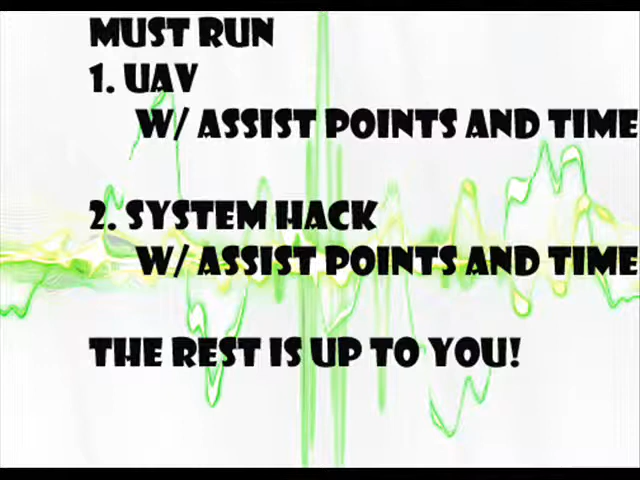 MUST RUN
1. UAV
W/ ASSIST POINTS AND TIME
2. SYSTEM HACK
W/ ASSIST POINTS AND TIME
THE REST IS UP TO YOU!